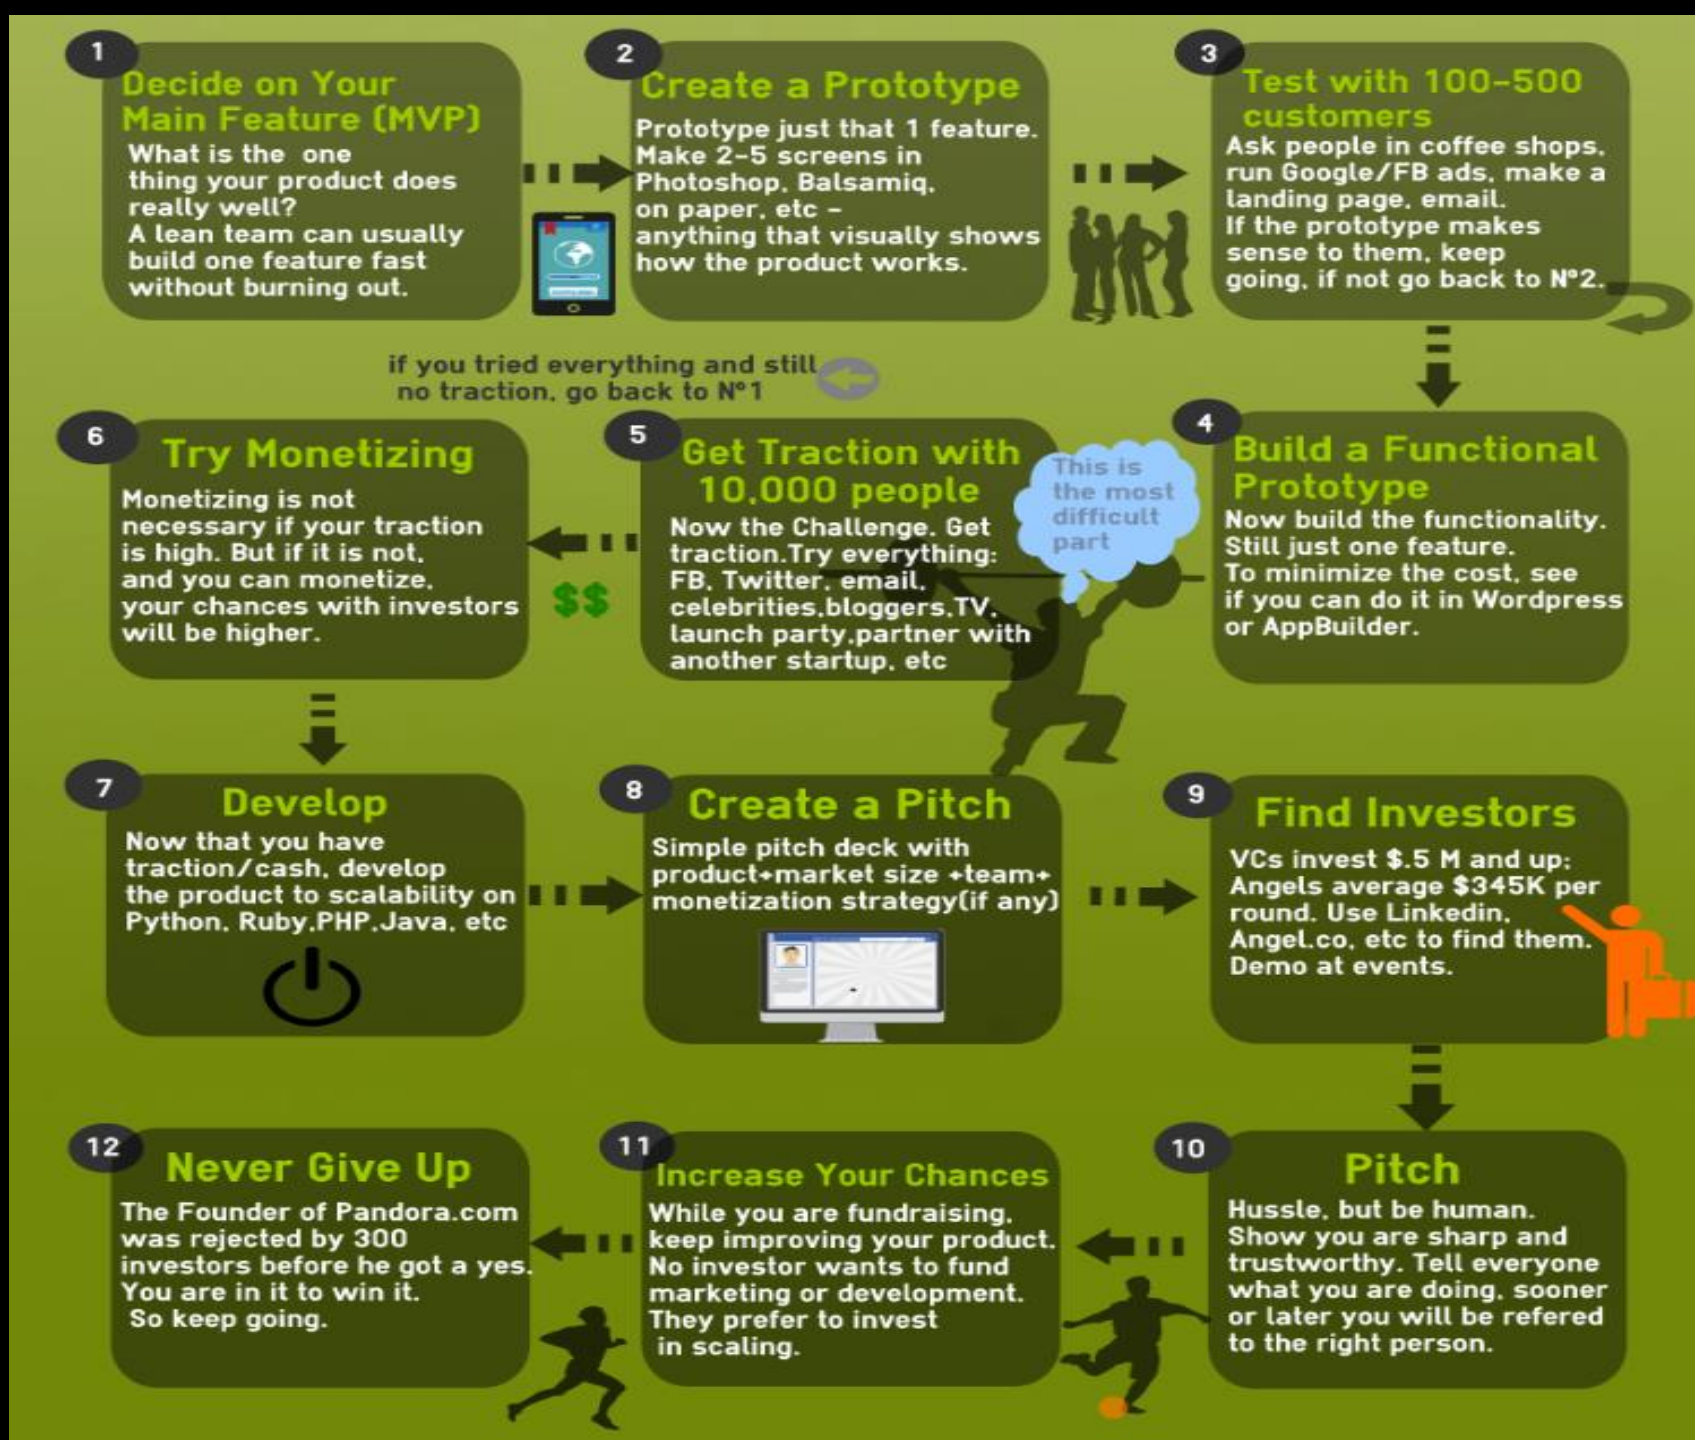 1
Decide on Your
Main Feature (MVP)
What is the one
thing your product does
really well?
A lean team can usually
build one feature fast
without burning out.
2
Create a Prototype
Prototype just that 1 feature.
Make 2-5 screens in
Photoshop, Balsamiq,
on paper, etc -
anything that visually shows
how the product works.
3
Test with 100-500
customers
Ask people in coffee shops,
run Google/FB ads, make a
landing page, email.
If the prototype makes
sense to them, keep
going, if not go back to Nº2.
4
Build a Functional
Prototype
Now build the functionality.
Still just one feature.
To minimize the cost, see
if you can do it in Wordpress
or AppBuilder.
5
Get Traction with
10,000 people
Now the Challenge. Get
traction.Try everything:
FB, Twitter, email,
celebrities,bloggers,TV,
launch party,partner with
another startup, etc
This is
the most
difficult
part
if you tried everything and still
no traction, go back to Nº1
6
Try Monetizing
Monetizing is not
necessary if your traction
is high. But if it is not,
and you can monetize,
your chances with investors
will be higher.
$$
7
Develop
Now that you have
traction/cash, develop
the product to scalability on
Python, Ruby,PHP,Java, etc
8
Create a Pitch
Simple pitch deck with
product+market size +team+
monetization strategy(if any)
9
Find Investors
VCs invest $.5 M and up;
Angels average $345K per
round. Use Linkedin,
Angel.co, etc to find them.
Demo at events.
10
Pitch
Hussle, but be human.
Show you are sharp and
trustworthy. Tell everyone
what you are doing, sooner
or later you will be refered
to the right person.
11
Increase Your Chances
While you are fundraising,
keep improving your product.
No investor wants to fund
marketing or development.
They prefer to invest
in scaling.
12
Never Give Up
The Founder of Pandora.com
was rejected by 300
investors before he got a yes.
You are in it to win it.
So keep going.